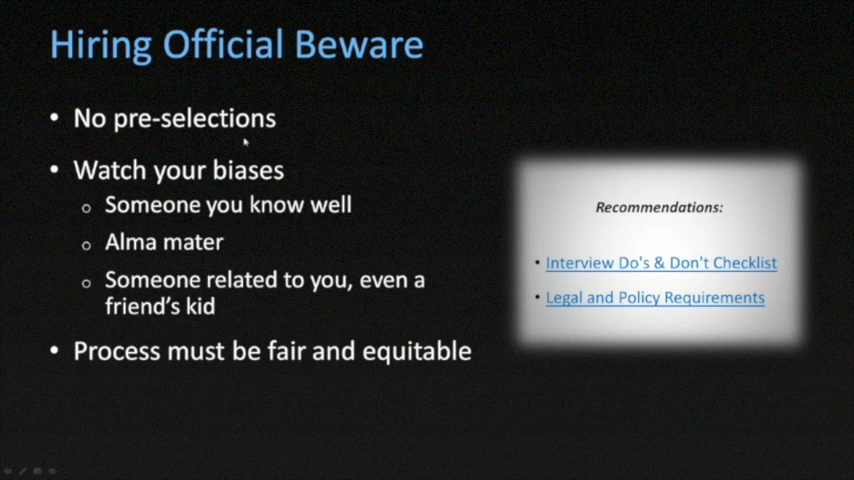 Hiring Official Beware
• No pre-selections
• Watch your biases
o Someone you know well
o Alma mater
o Someone related to you, even a
friend's kid
• Process must be fair and equitable
Recommendations:
• Interview Do's & Don't Checklist
• Legal and Policy Requirements